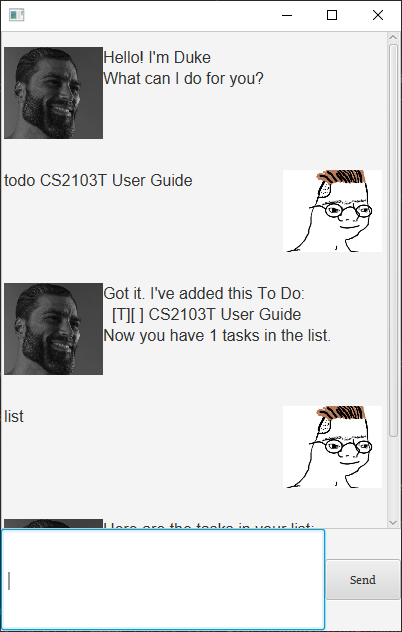 Hello! I'm Duke
What can I do for you?
todo CS2103T User Guide
Got it. I've added this To Do:
[T][ ] CS2103T User Guide
Now you have 1 tasks in the list.
list
Here are the tasks in your list:
Send